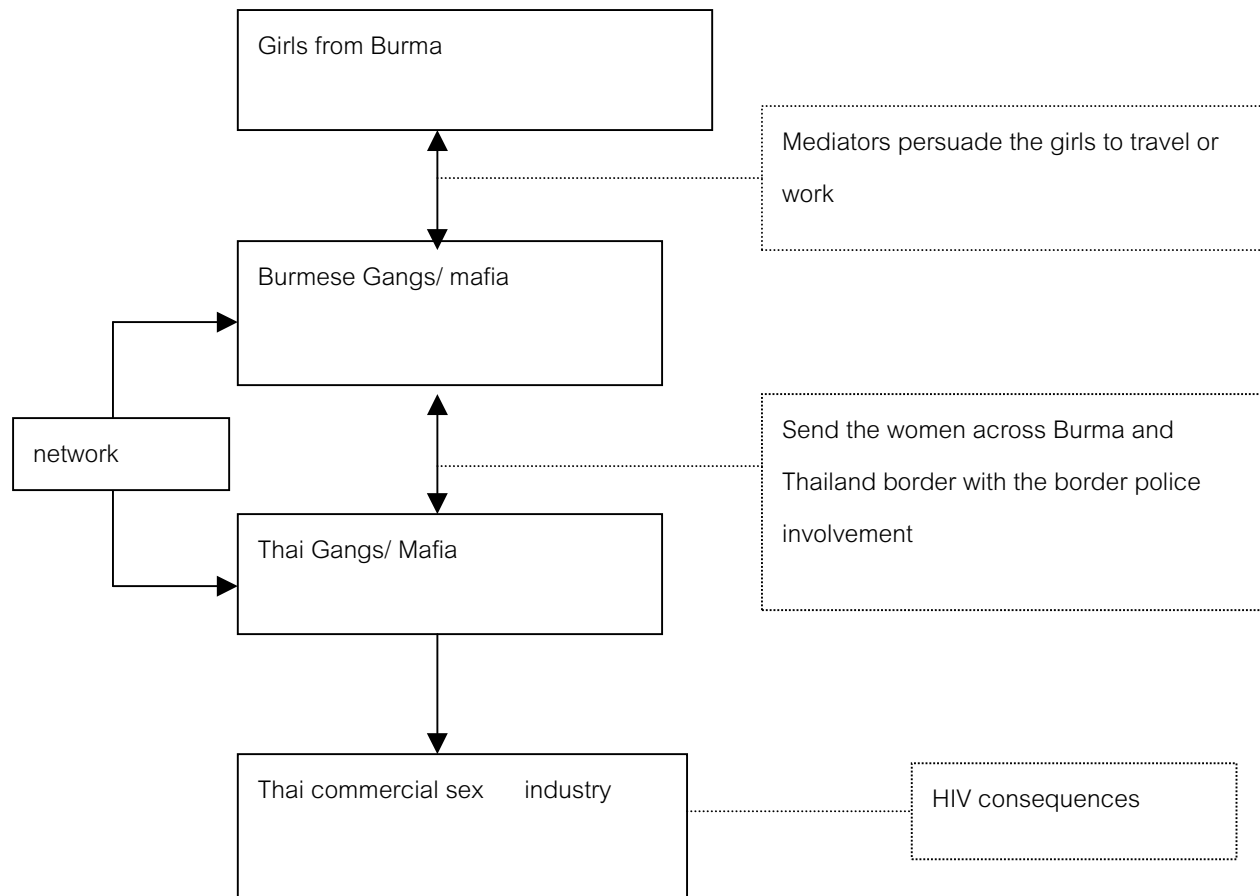 Girls from Burma
Mediators persuade the girls to travel or
work
Burmese Gangs/ mafia
network
Send the women across Burma and
Thailand border with the border police
involvement
Thai Gangs/ Mafia
Thai commercial sex industry
HIV consequences